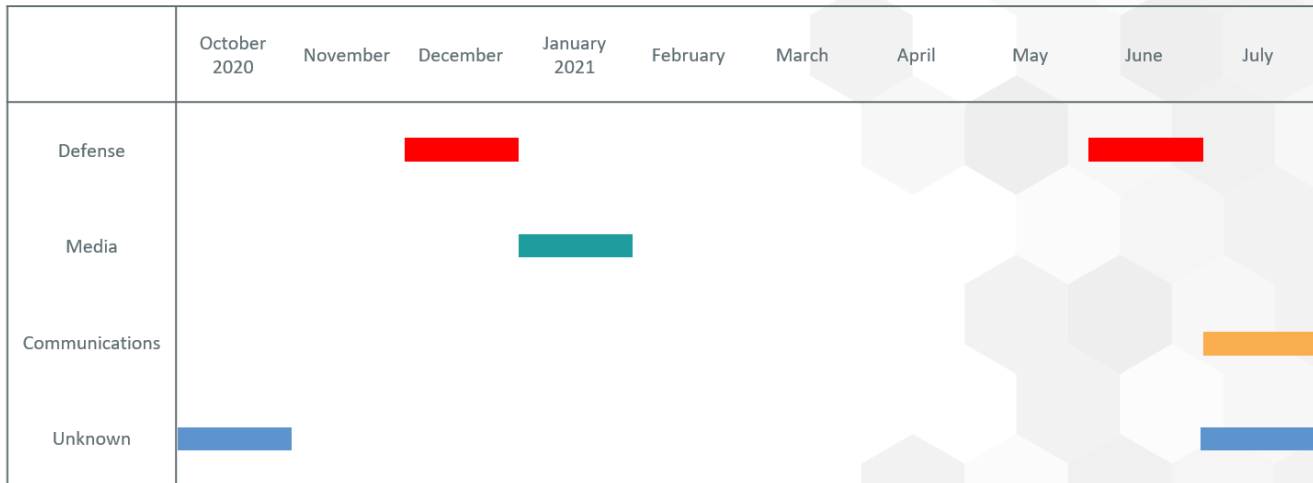 October 2020
November
December
January 2021
February
March
April
May
June
July
Defense
Media
Communications
Unknown